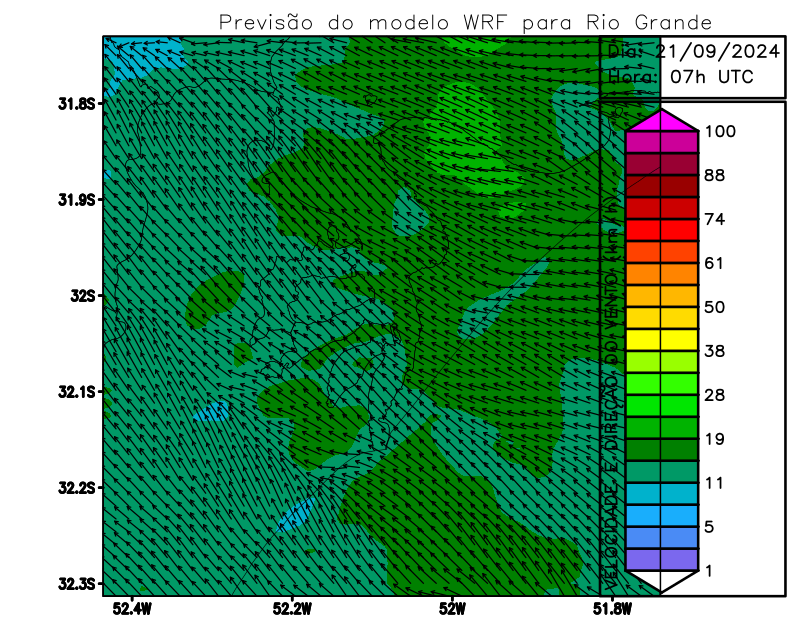 Previsão do modelo WRF para Rio Grande
Dia: 21/09/2024
Hora: 07h UTC
31.8S
31.9S
32S
32.1S
32.2S
32.3S
52.4W
52.2W
52W
51.8W
VELOCIDADE E DIREÇÃO DO VENTO (km/h)
100
88
74
61
50
38
28
19
11
5
1